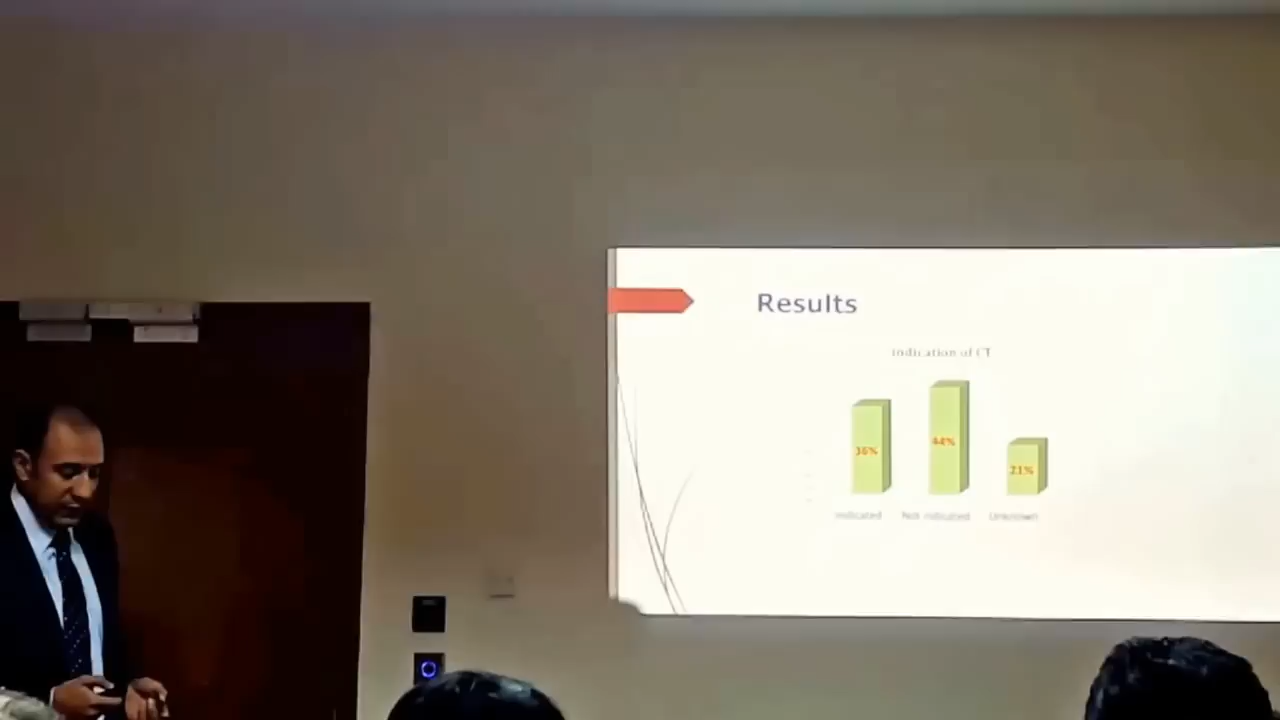 Results
Indication of CT
36%
44%
21%
Indicated
Not indicated
Unknown